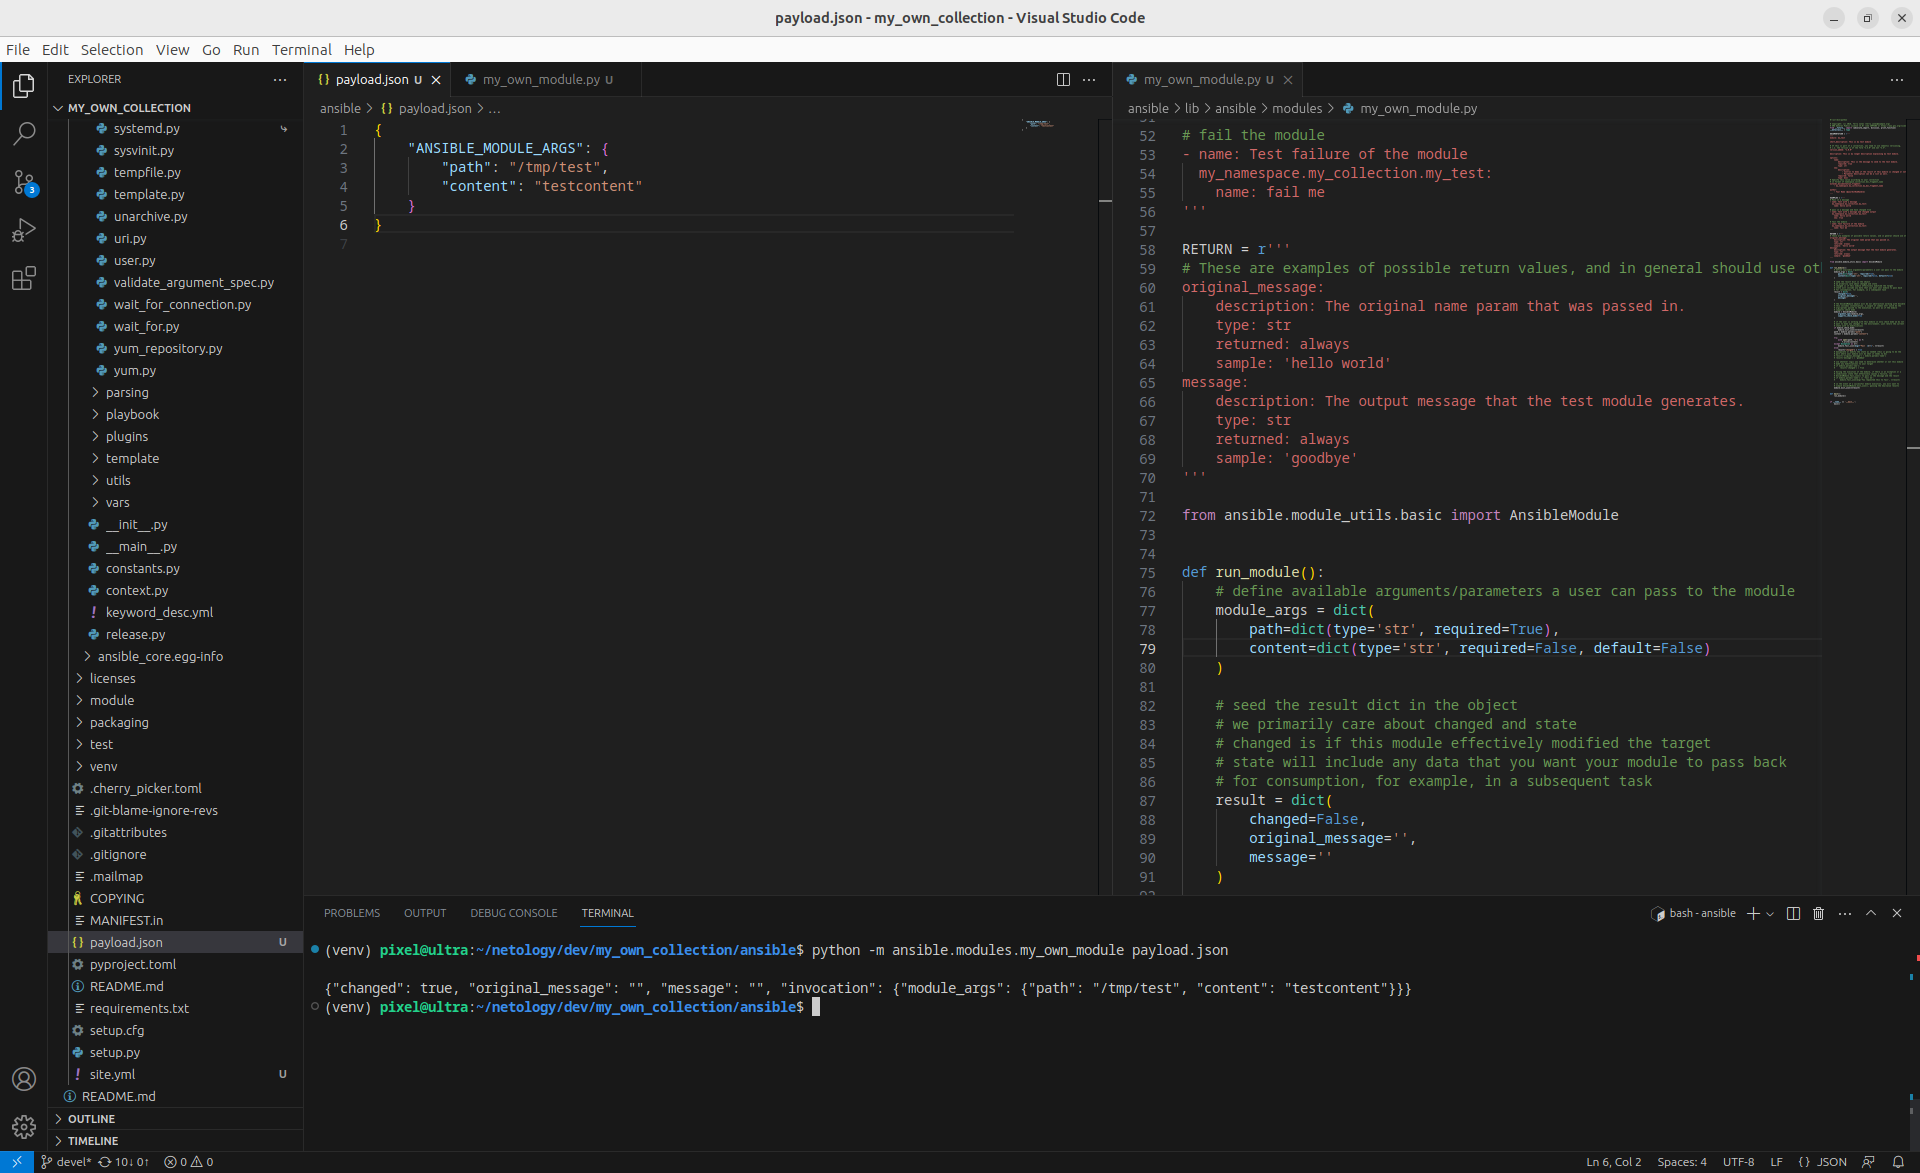 payload.json - my_own_collection - Visual Studio Code
File Edit Selection View Go Run Terminal Help
EXPLORER
MY_OWN_COLLECTION
systemd.py
sysvinit.py
tempfile.py
template.py
unarchive.py
uri.py
user.py
validate_argument_spec.py
wait_for_connection.py
wait_for.py
yum_repository.py
yum.py
parsing
playbook
plugins
template
utils
vars
__init__.py
__main__.py
constants.py
context.py
keyword_desc.yml
release.py
ansible_core.egg-info
licenses
module
packaging
test
venv
.cherry_picker.toml
.git-blame-ignore-revs
.gitattributes
.gitignore
.mailmap
COPYING
MANIFEST.in
payload.json U
pyproject.toml
README.md
requirements.txt
setup.cfg
setup.py
site.yml U
README.md
OUTLINE
TIMELINE
3
payload.json U my_own_module.py U
ansible > payload.json > ...
1 {
2 "ANSIBLE_MODULE_ARGS": {
3 "path": "/tmp/test",
4 "content": "testcontent"
5 }
6 }
7
my_own_module.py U
ansible > lib > ansible > modules > my_own_module.py
52 # fail the module
53 - name: Test failure of the module
54 my_namespace.my_collection.my_test:
55 name: fail me
56 '''
57
58 RETURN = r'''
59 # These are examples of possible return values, and in general should use ot
60 original_message:
61 description: The original name param that was passed in.
62 type: str
63 returned: always
64 sample: 'hello world'
65 message:
66 description: The output message that the test module generates.
67 type: str
68 returned: always
69 sample: 'goodbye'
70 '''
71
72 from ansible.module_utils.basic import AnsibleModule
73
74
75 def run_module():
76 # define available arguments/parameters a user can pass to the module
77 module_args = dict(
78 path=dict(type='str', required=True),
79 content=dict(type='str', required=False, default=False)
80 )
81
82 # seed the result dict in the object
83 # we primarily care about changed and state
84 # changed is if this module effectively modified the target
85 # state will include any data that you want your module to pass back
86 # for consumption, for example, in a subsequent task
87 result = dict(
88 changed=False,
89 original_message='',
90 message=''
91 )
PROBLEMS OUTPUT DEBUG CONSOLE TERMINAL
bash - ansible
(venv) pixel@ultra:~/netology/dev/my_own_collection/ansible$ python -m ansible.modules.my_own_module payload.json
{"changed": true, "original_message": "", "message": "", "invocation": {"module_args": {"path": "/tmp/test", "content": "testcontent"}}}
(venv) pixel@ultra:~/netology/dev/my_own_collection/ansible$
devel* 10↓ 0↑ 0 0
Ln 6, Col 2 Spaces: 4 UTF-8 LF {} JSON